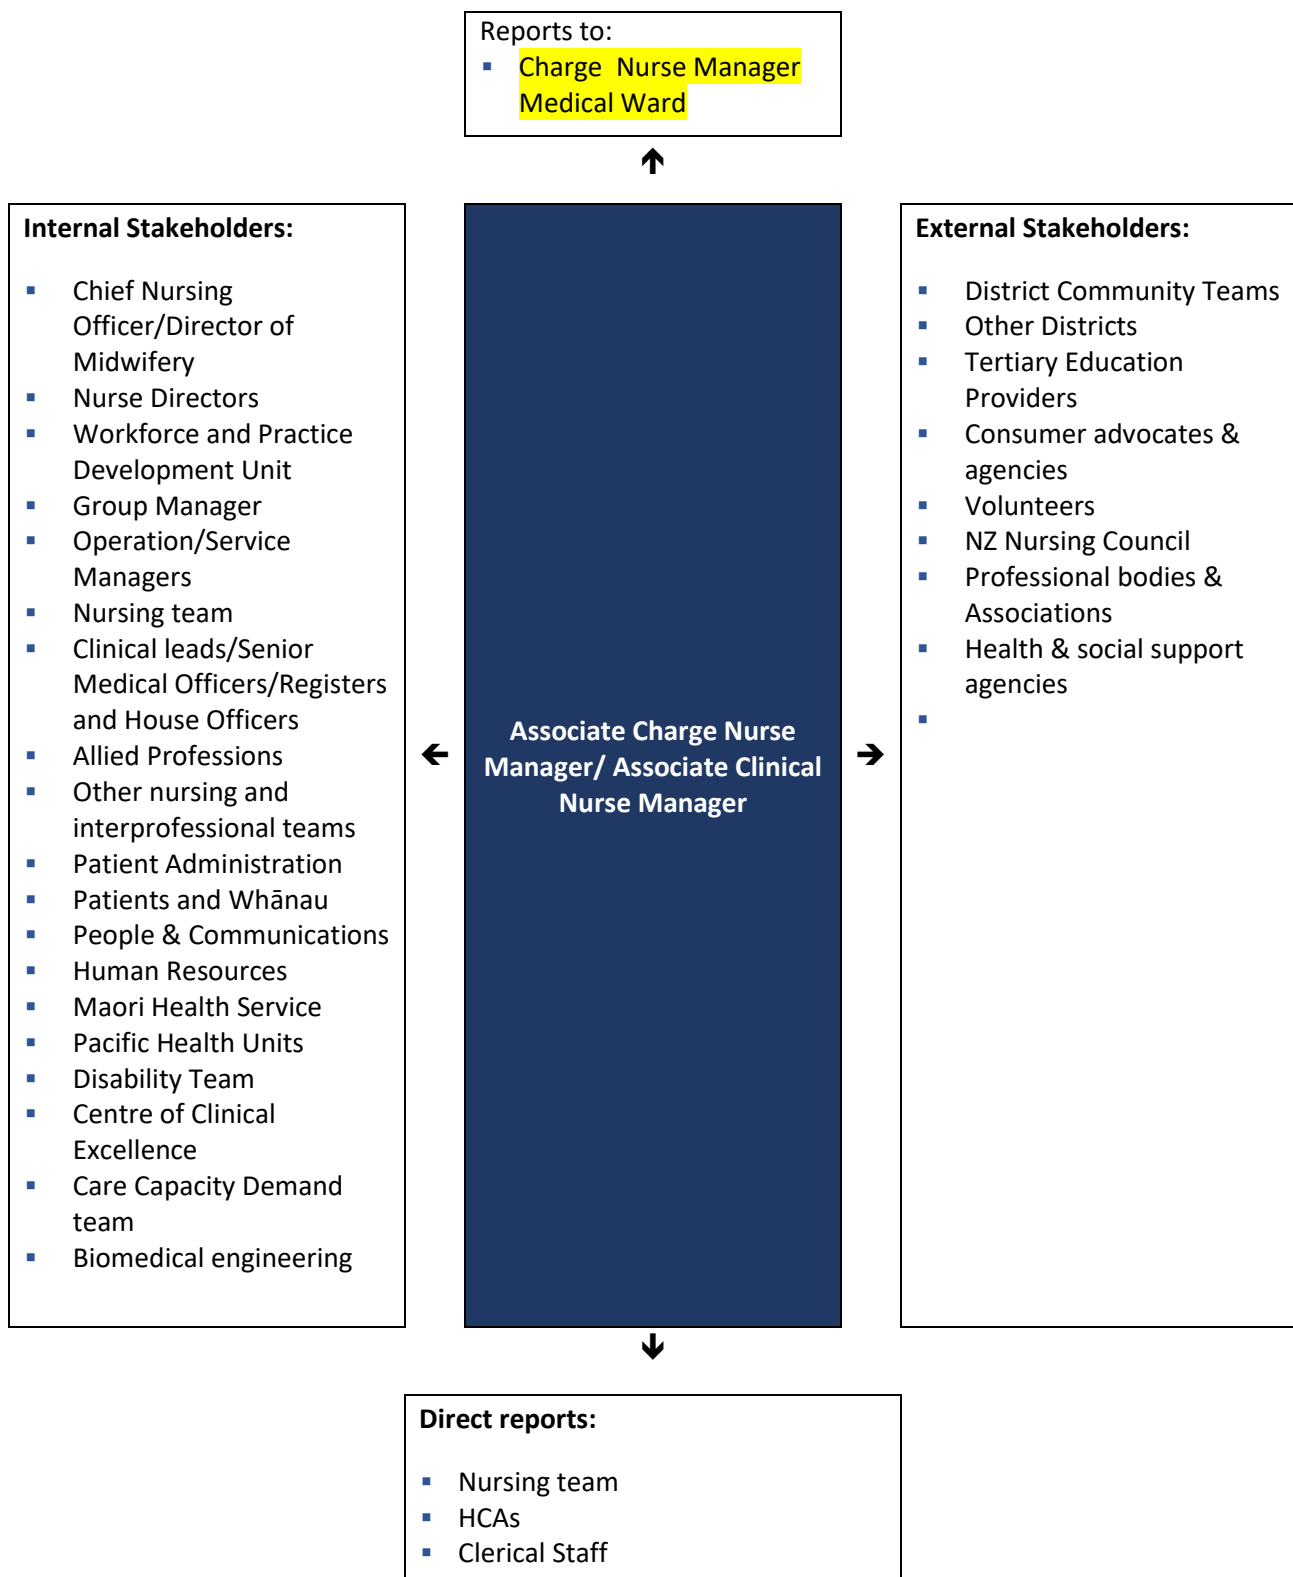 Reports to:
▪ Charge  Nurse Manager
Medical Ward
Internal Stakeholders:
▪ Chief Nursing
Officer/Director of
Midwifery
▪ Nurse Directors
▪ Workforce and Practice
Development Unit
▪ Group Manager
▪ Operation/Service
Managers
▪ Nursing team
▪ Clinical leads/Senior
Medical Officers/Registers
and House Officers
▪ Allied Professions
▪ Other nursing and
interprofessional teams
▪ Patient Administration
▪ Patients and Whānau
▪ People & Communications
▪ Human Resources
▪ Maori Health Service
▪ Pacific Health Units
▪ Disability Team
▪ Centre of Clinical
Excellence
▪ Care Capacity Demand
team
▪ Biomedical engineering
Associate Charge Nurse
Manager/ Associate Clinical
Nurse Manager
External Stakeholders:
▪ District Community Teams
▪ Other Districts
▪ Tertiary Education
Providers
▪ Consumer advocates &
agencies
▪ Volunteers
▪ NZ Nursing Council
▪ Professional bodies &
Associations
▪ Health & social support
agencies
▪
Direct reports:
▪ Nursing team
▪ HCAs
▪ Clerical Staff